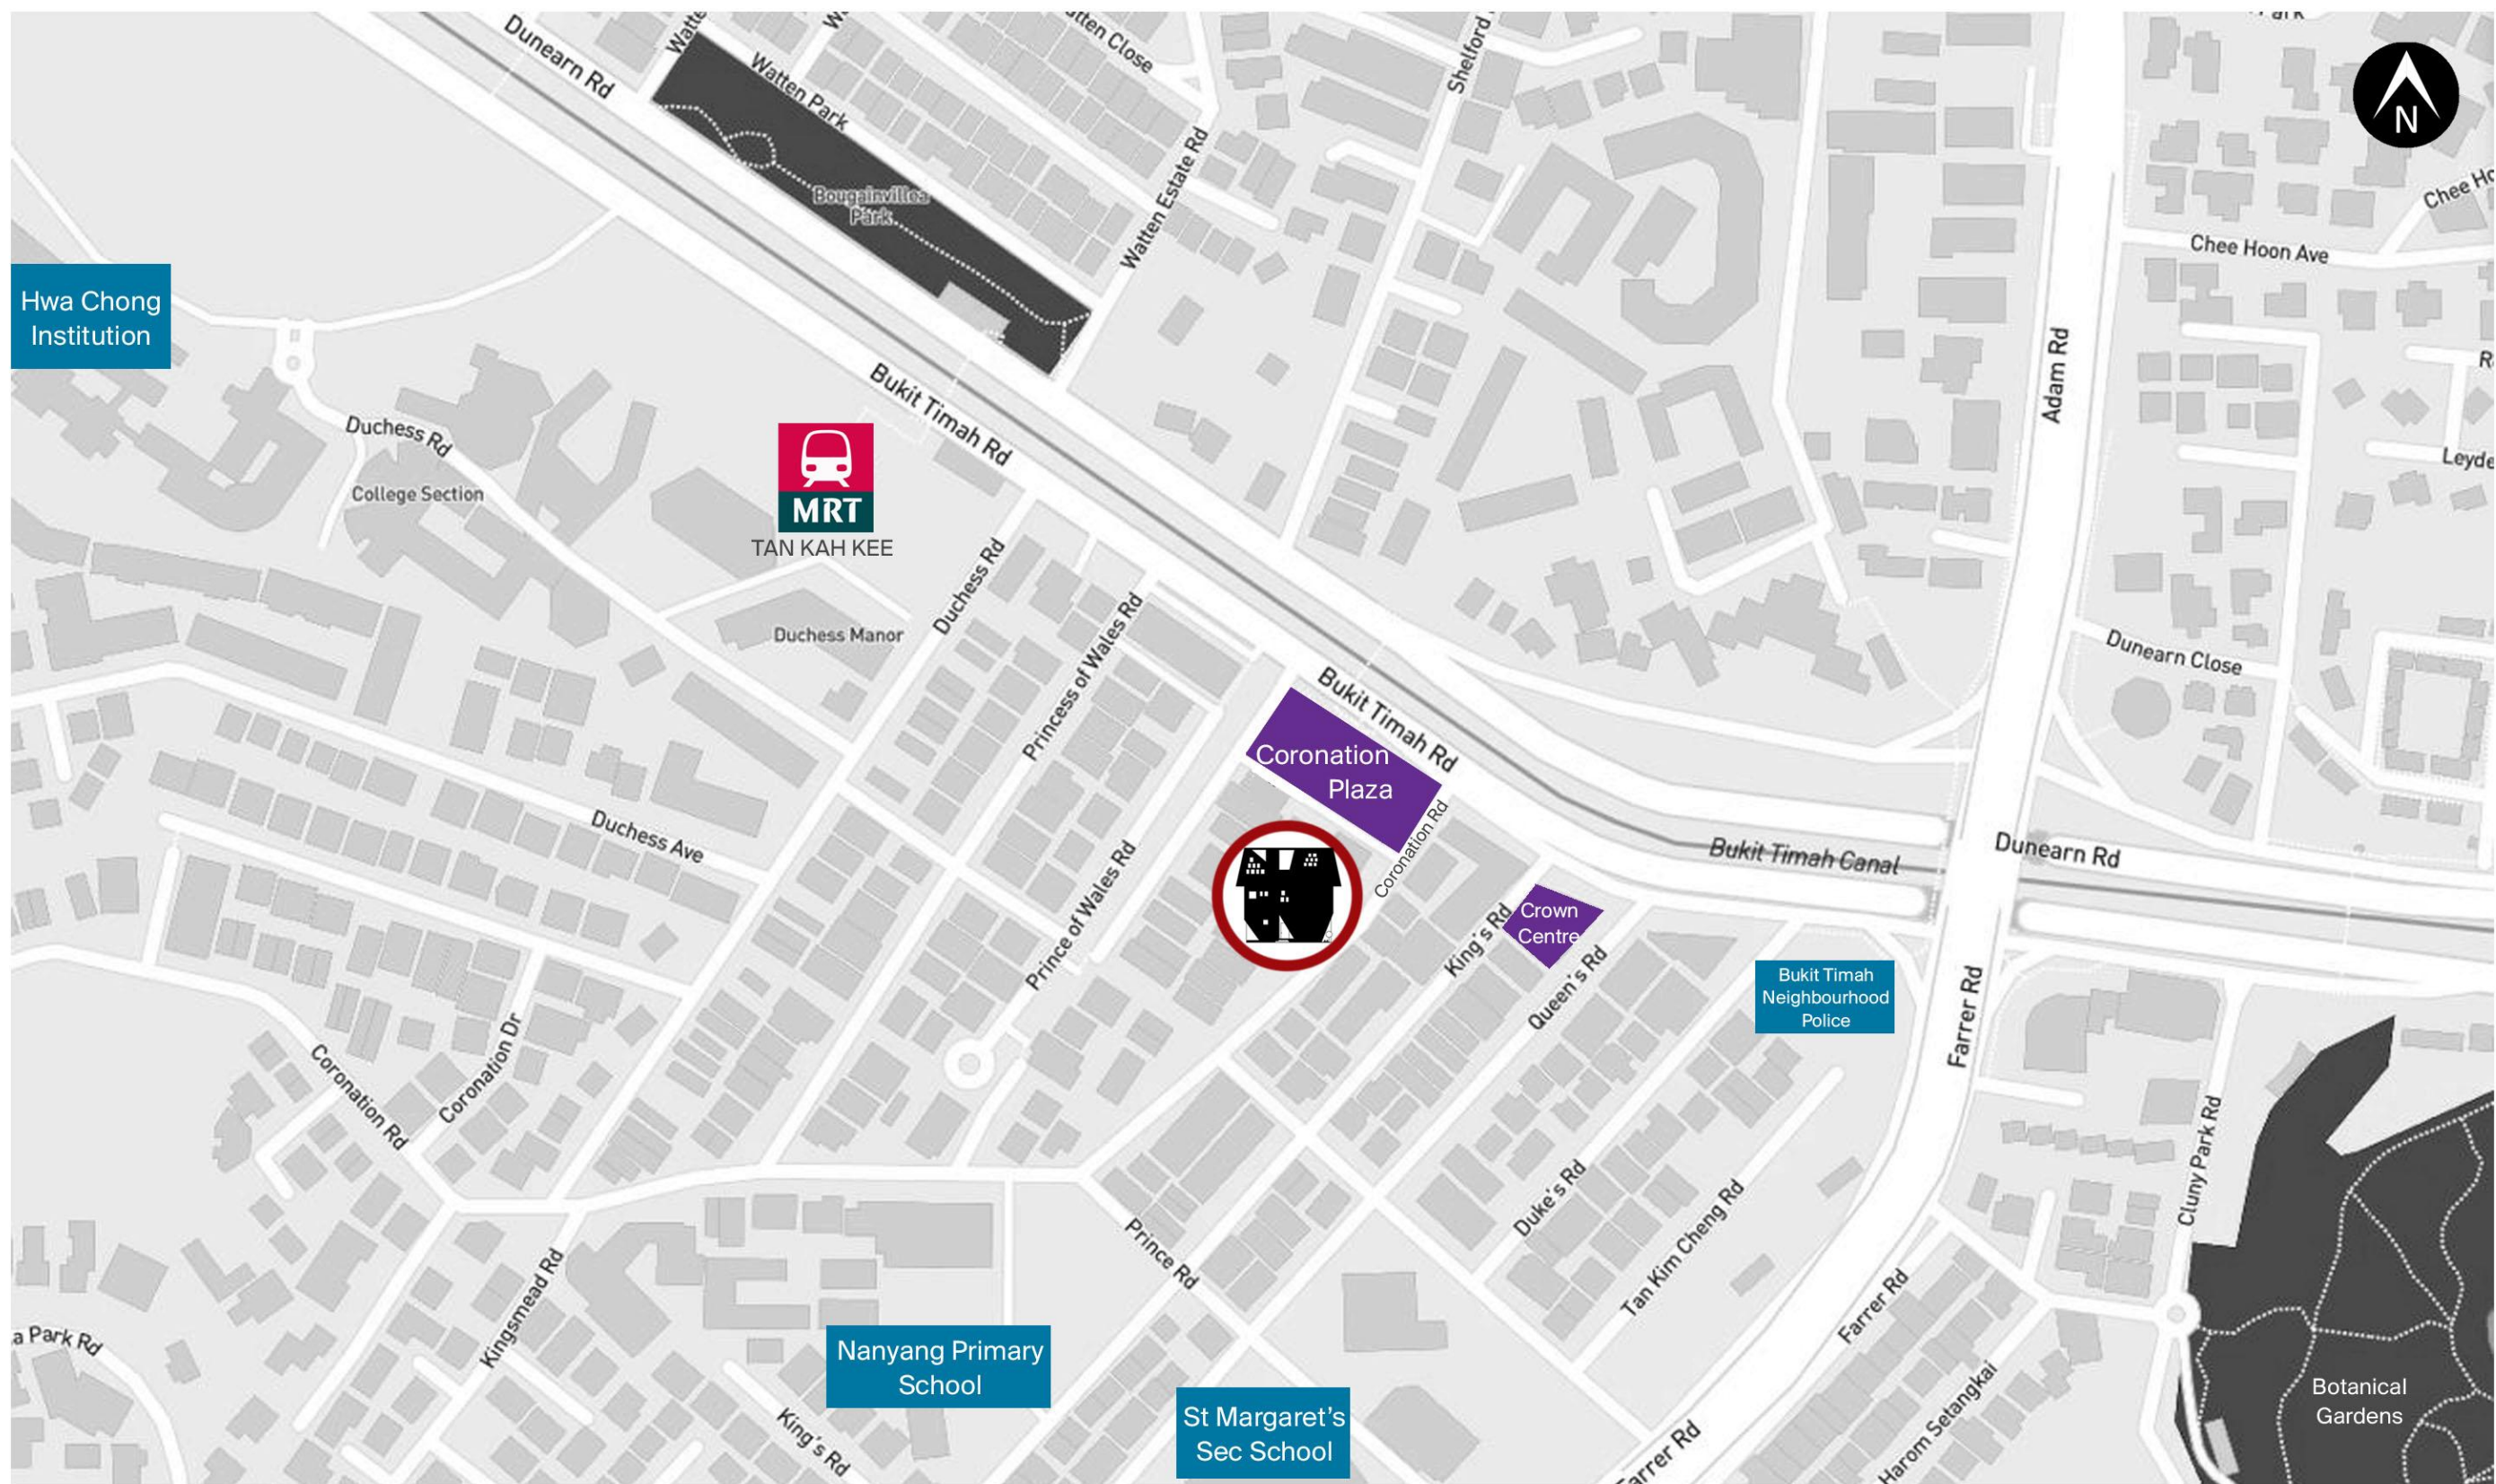 Dunearn Rd
Watten Park
Shelford
N
Bougainvillea
Park
Watten Estate Rd
Chee Hoon Ave
Hwa Chong
Institution
Adam Rd
Bukit Timah Rd
Duchess Rd
College Section
MRT
TAN KAH KEE
Duchess Rd
Duchess Manor
Princess of Wales Rd
Dunearn Close
Bukit Timah Rd
Coronation
Plaza
Coronation Rd
Duchess Ave
Prince of Wales Rd
Bukit Timah Canal
Dunearn Rd
King's Rd
Crown
Centre
Queen's Rd
Bukit Timah
Neighbourhood
Police
Farrer Rd
Coronation Rd
Coronation Dr
Cluny Park Rd
Duke's Rd
Tan Kim Cheng Rd
Prince Rd
Kingsmead Rd
Farrer Rd
a Park Rd
Nanyang Primary
School
King's Rd
St Margaret's
Sec School
Harom Setangkai
Botanical
Gardens